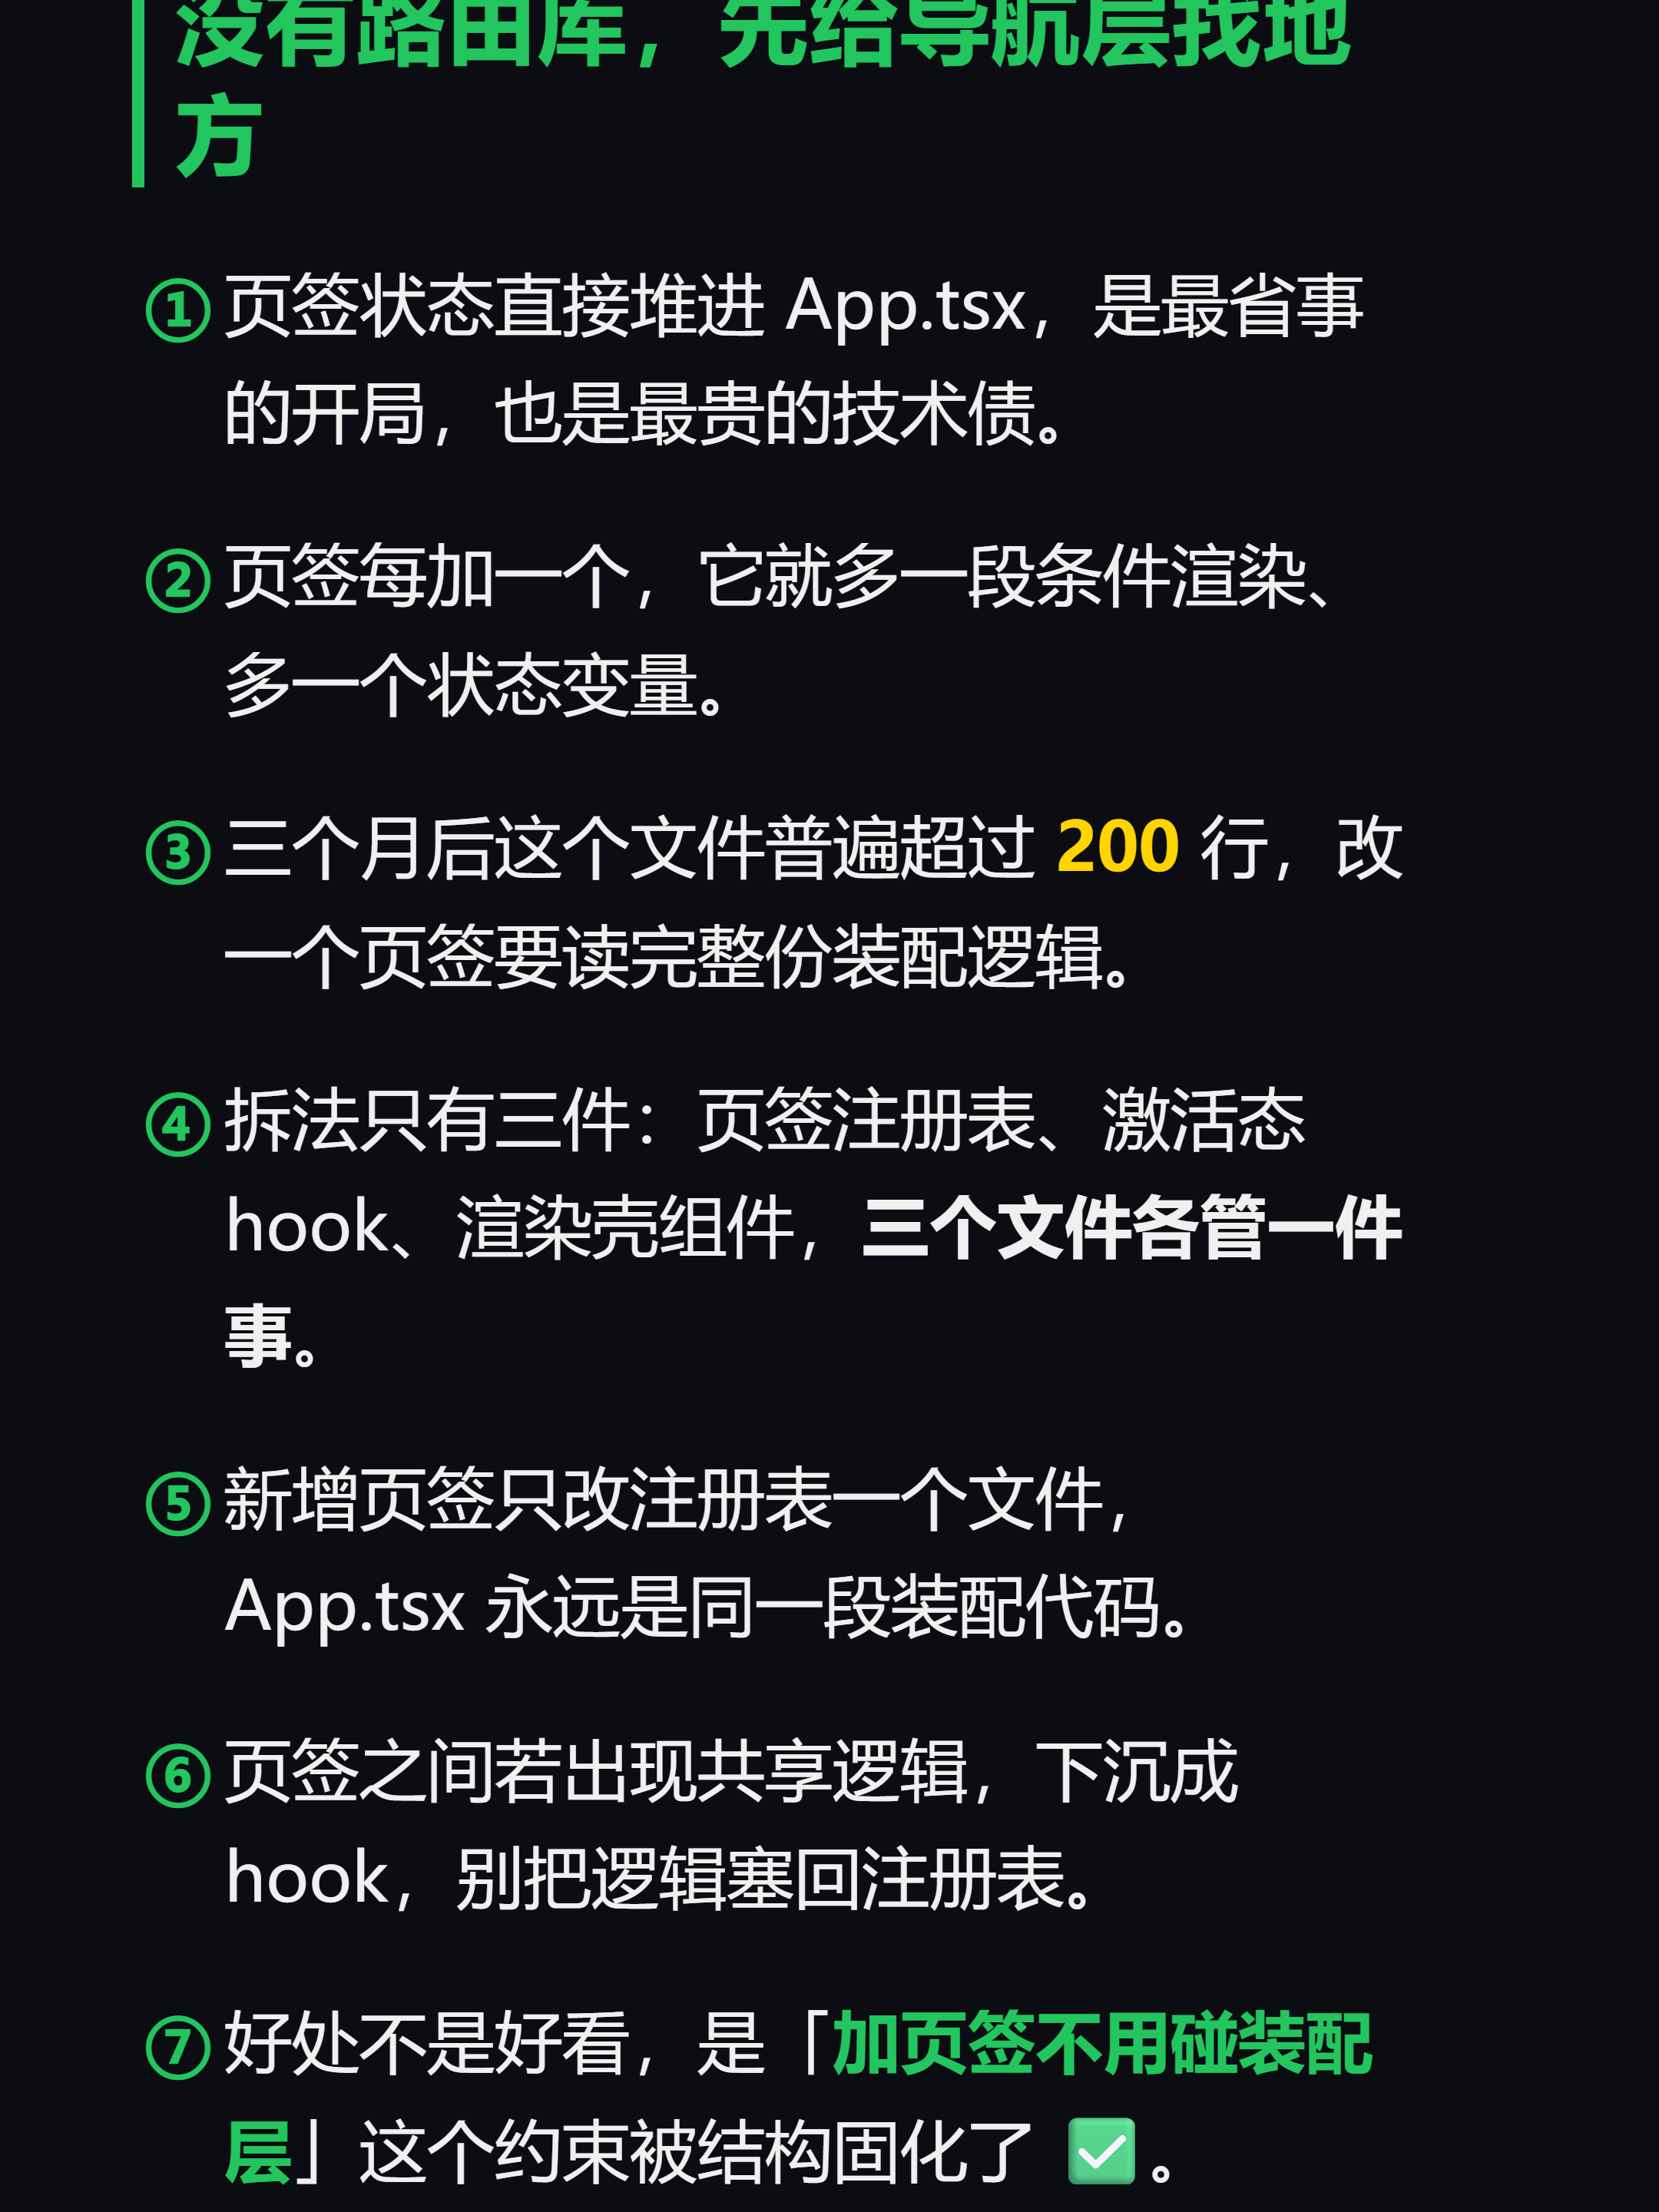 没有路由库，先给导航层找地
方
① 页签状态直接堆进 App.tsx，是最省事
的开局，也是最贵的技术债。
② 页签每加一个，它就多一段条件渲染、
多一个状态变量。
③ 三个月后这个文件普遍超过 200 行，改
一个页签要读完整份装配逻辑。
④ 拆法只有三件：页签注册表、激活态
hook、渲染壳组件，三个文件各管一件
事。
⑤ 新增页签只改注册表一个文件，
App.tsx 永远是同一段装配代码。
⑥ 页签之间若出现共享逻辑，下沉成
hook，别把逻辑塞回注册表。
⑦ 好处不是好看，是「加页签不用碰装配
层」这个约束被结构固化了 ✅。